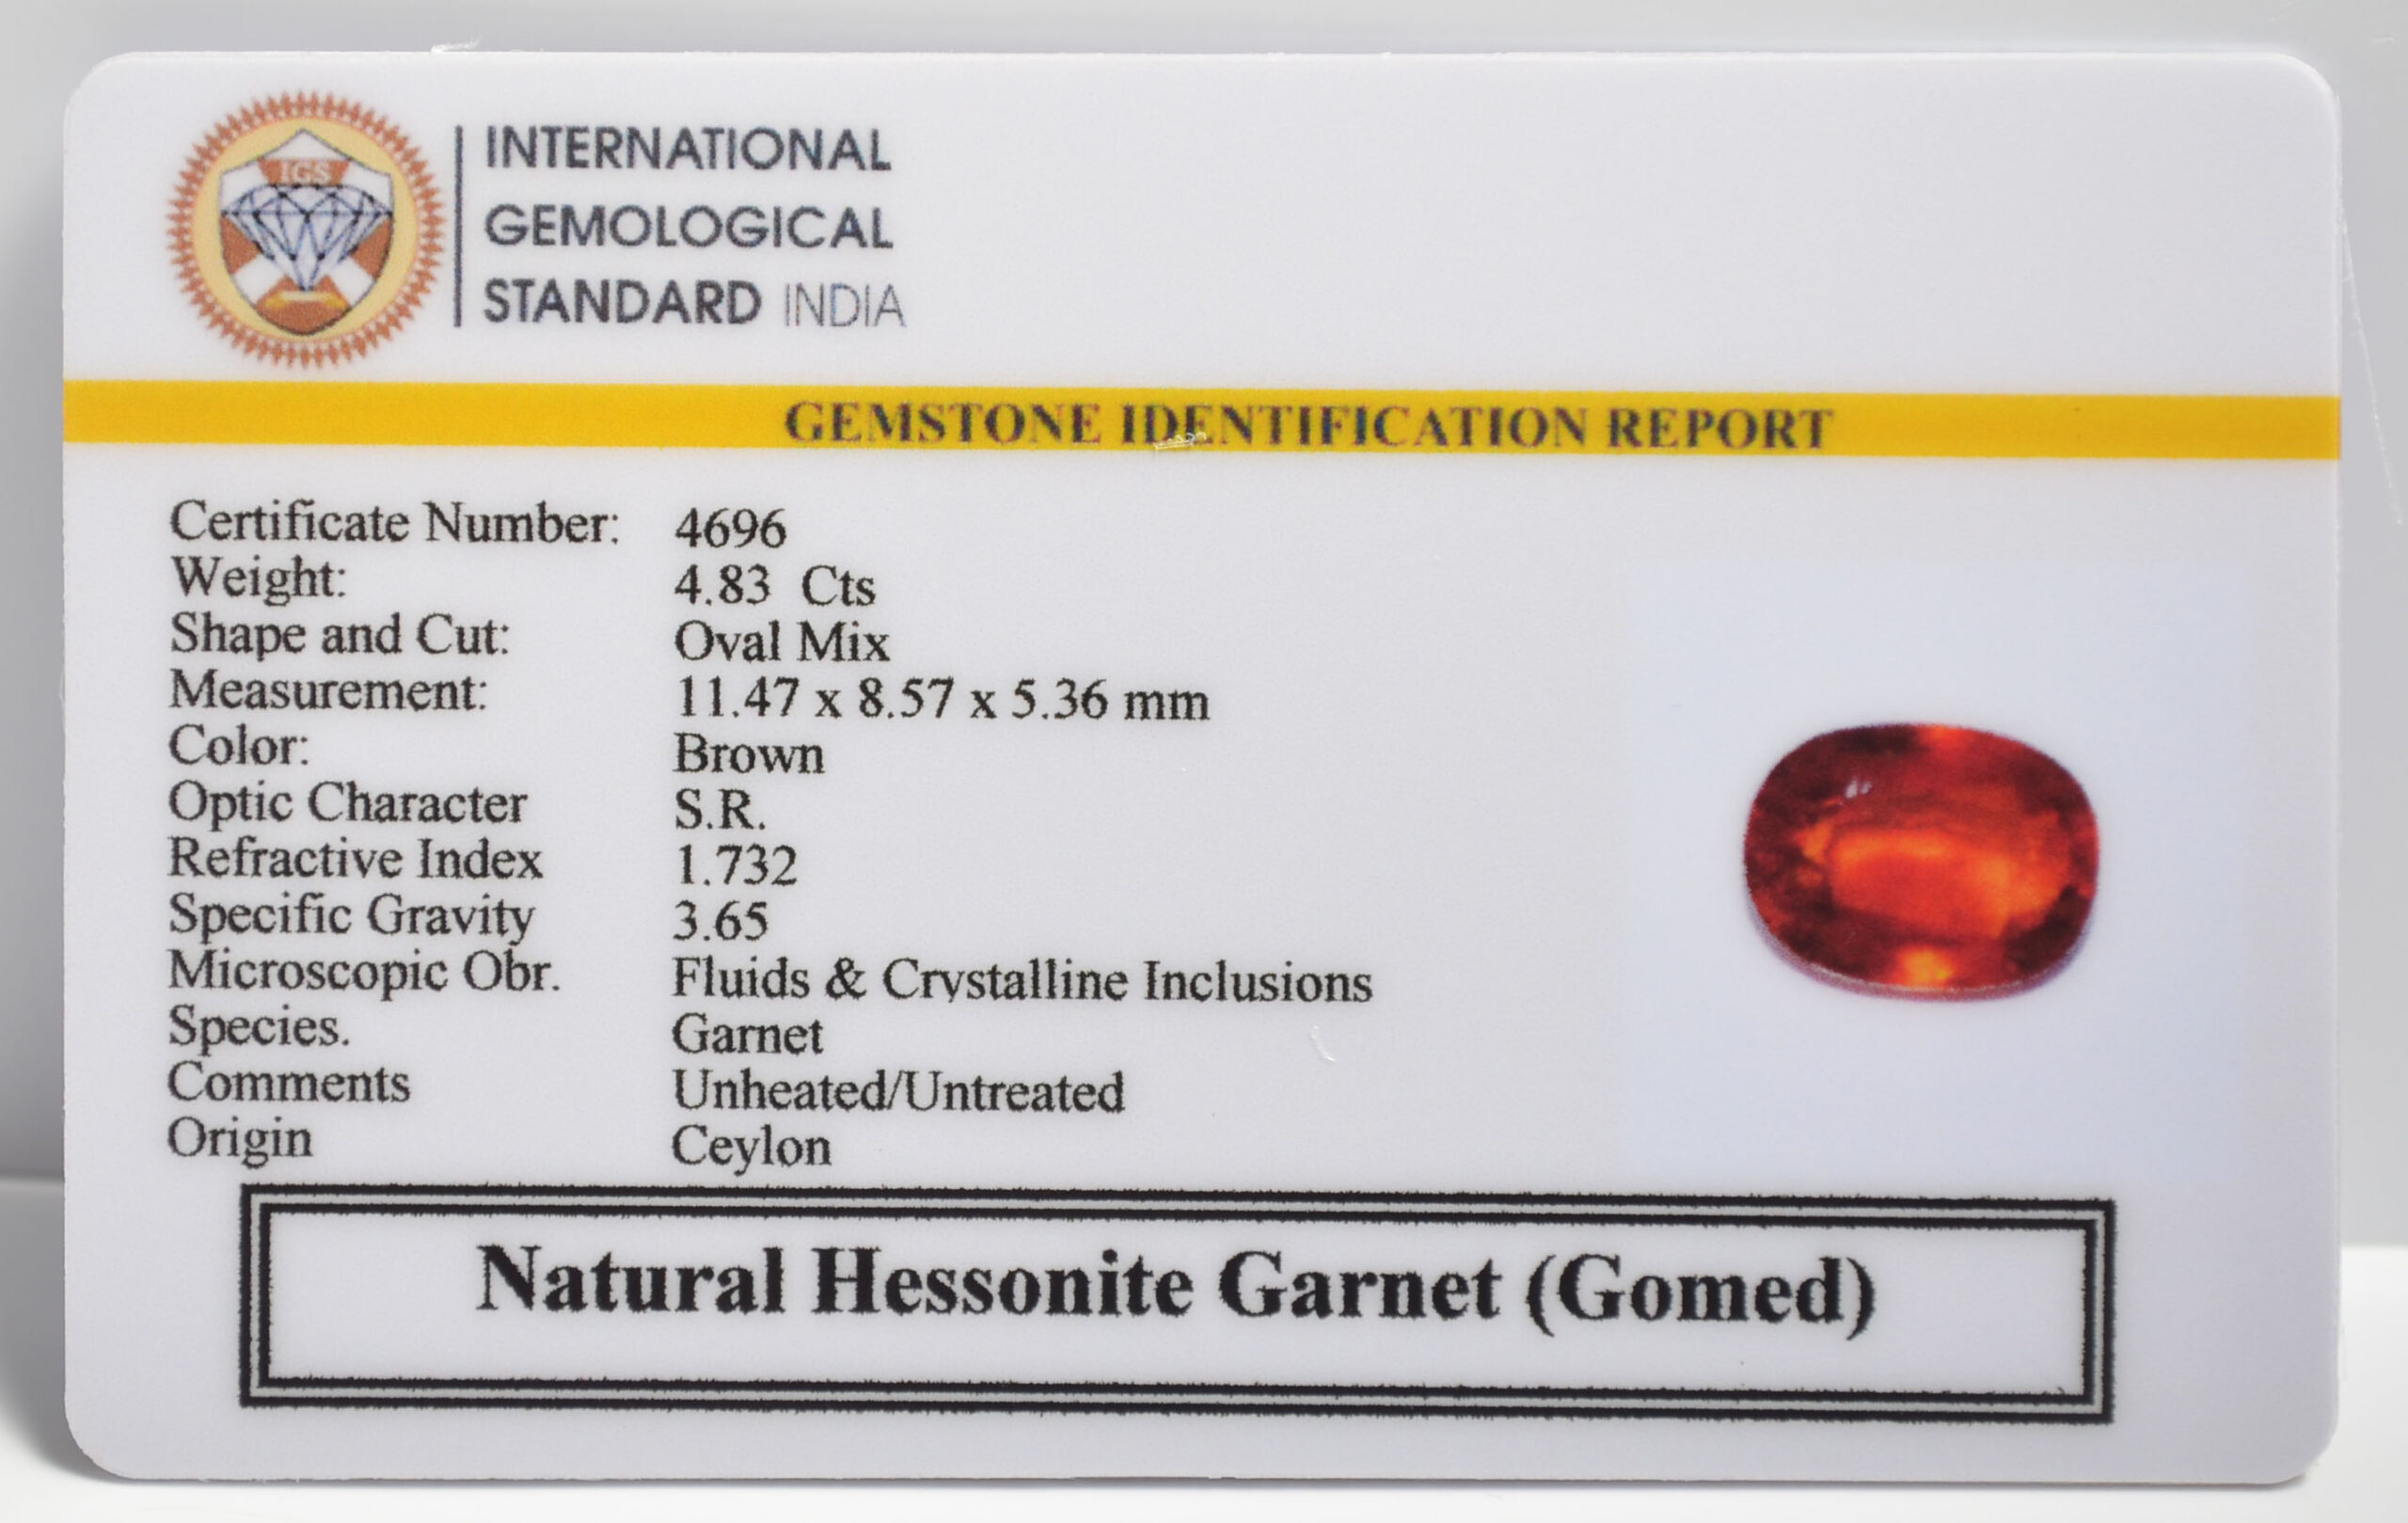 IGS
INTERNATIONAL
GEMOLOGICAL
STANDARD INDIA
GEMSTONE IDENTIFICATION REPORT
Certificate Number: 4696
Weight: 4.83 Cts
Shape and Cut: Oval Mix
Measurement: 11.47 x 8.57 x 5.36 mm
Color: Brown
Optic Character S.R.
Refractive Index 1.732
Specific Gravity 3.65
Microscopic Obr. Fluids & Crystalline Inclusions
Species. Garnet
Comments Unheated/Untreated
Origin Ceylon
Natural Hessonite Garnet (Gomed)